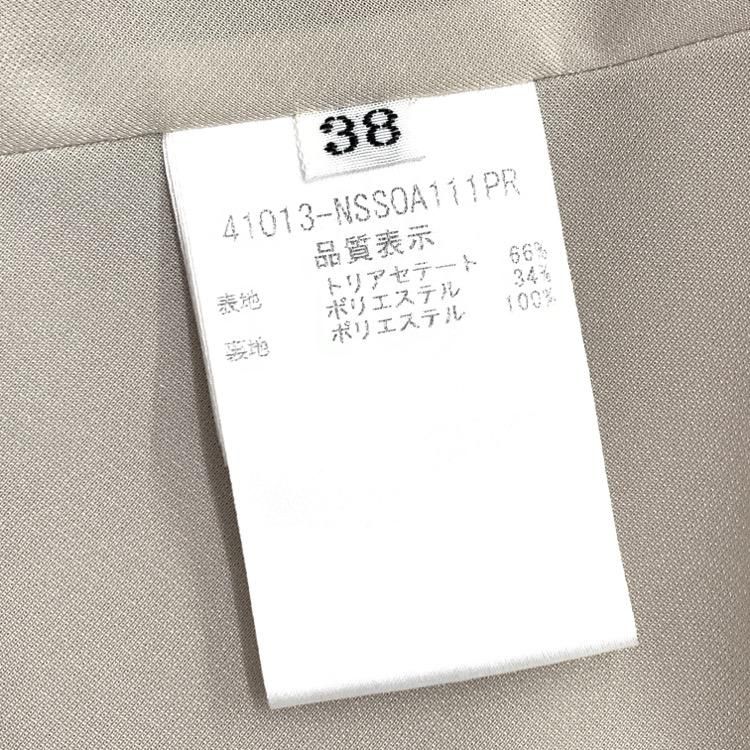 38
41013-NSSOA111PR
品質表示
表地 トリアセテート 66%
ポリエステル 34%
裏地 ポリエステル 100%